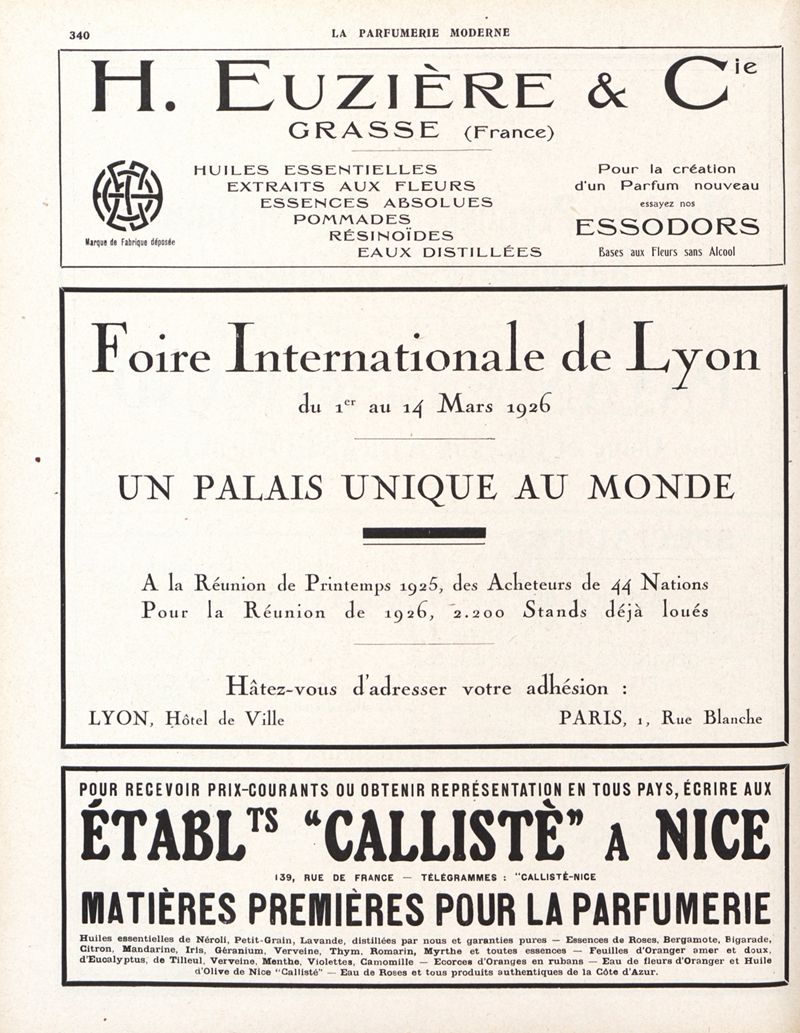 340
LA PARFUMERIE MODERNE
H. EUZIÈRE & Cie
GRASSE (France)
HUILES ESSENTIELLES
EXTRAITS AUX FLEURS
ESSENCES ABSOLUES
POMMADES
RÉSINOÏDES
EAUX DISTILLÉES
Marque de Fabrique déposée
Pour la création
d'un Parfum nouveau
essayez nos
ESSODORS
Bases aux Fleurs sans Alcool
Foire Internationale de Lyon
du 1er au 14 Mars 1926
UN PALAIS UNIQUE AU MONDE
A la Réunion de Printemps 1925, des Acheteurs de 44 Nations
Pour la Réunion de 1926, 2.200 Stands déjà loués
Hâtez-vous d'adresser votre adhésion :
LYON, Hôtel de Ville
PARIS, 1, Rue Blanche
POUR RECEVOIR PRIX-COURANTS OU OBTENIR REPRÉSENTATION EN TOUS PAYS, ÉCRIRE AUX
ÉTABLTS "CALLISTÈ" A NICE
139, RUE DE FRANCE — TÉLÉGRAMMES : "CALLISTÉ-NICE
MATIÈRES PREMIÈRES POUR LA PARFUMERIE
Huiles essentielles de Néroli, Petit-Grain, Lavande, distillées par nous et garanties pures — Essences de Roses, Bergamote, Bigarade,
Citron, Mandarine, Iris, Géranium, Verveine, Thym, Romarin, Myrthe et toutes essences — Feuilles d'Oranger amer et doux,
d'Eucalyptus, de Tilleul, Verveine, Menthe, Violettes, Camomille — Ecorces d'Oranges en rubans — Eau de fleurs d'Oranger et Huile
d'Olive de Nice "Callisté" — Eau de Roses et tous produits authentiques de la Côte d'Azur.